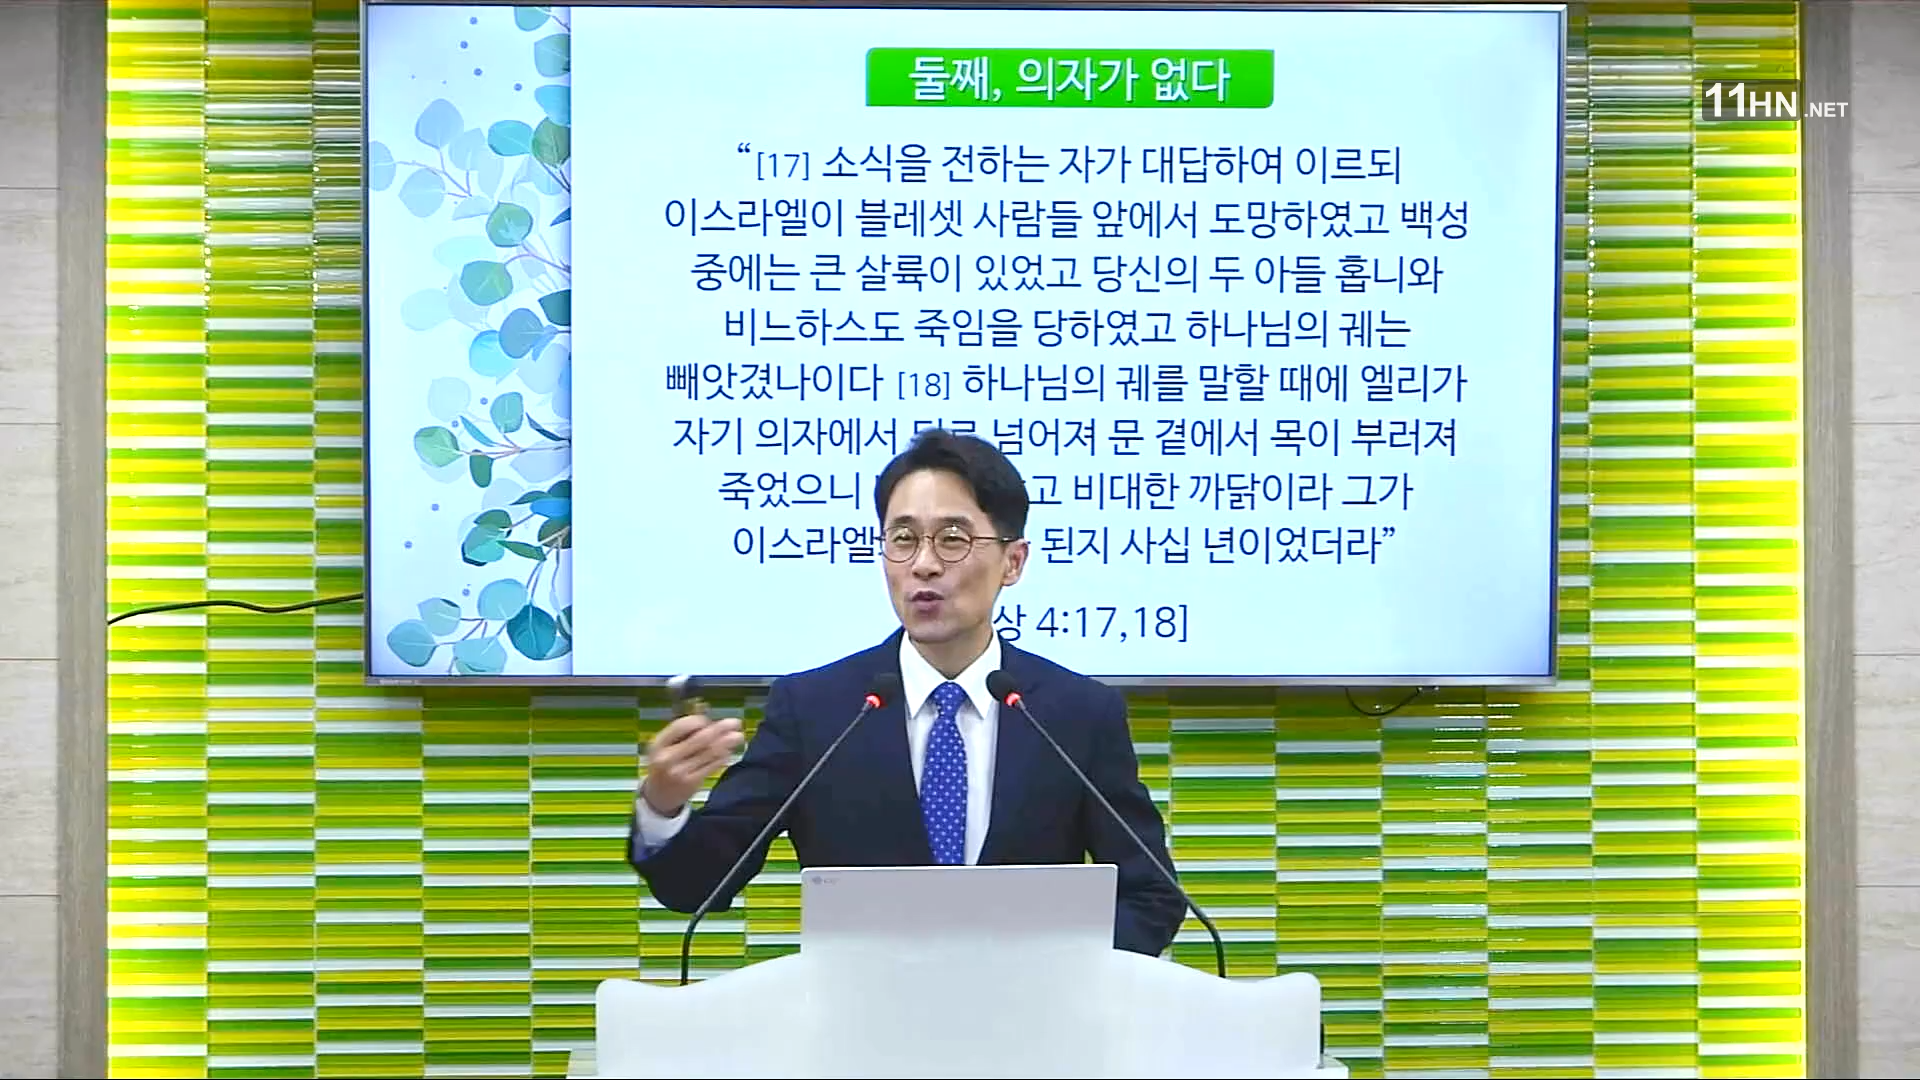 둘째, 의자가 없다
11HN.NET
“[17] 소식을 전하는 자가 대답하여 이르되
이스라엘이 블레셋 사람들 앞에서 도망하였고 백성
중에는 큰 살륙이 있었고 당신의 두 아들 홉니와
비느하스도 죽임을 당하였고 하나님의 궤는
빼앗겼나이다 [18] 하나님의 궤를 말할 때에 엘리가
자기 의자에서 넘어져 문 곁에서 목이 부러져
죽었으니 비대한 까닭이라 그가
이스라엘 된지 사십 년이었더라”
상 4:17,18]